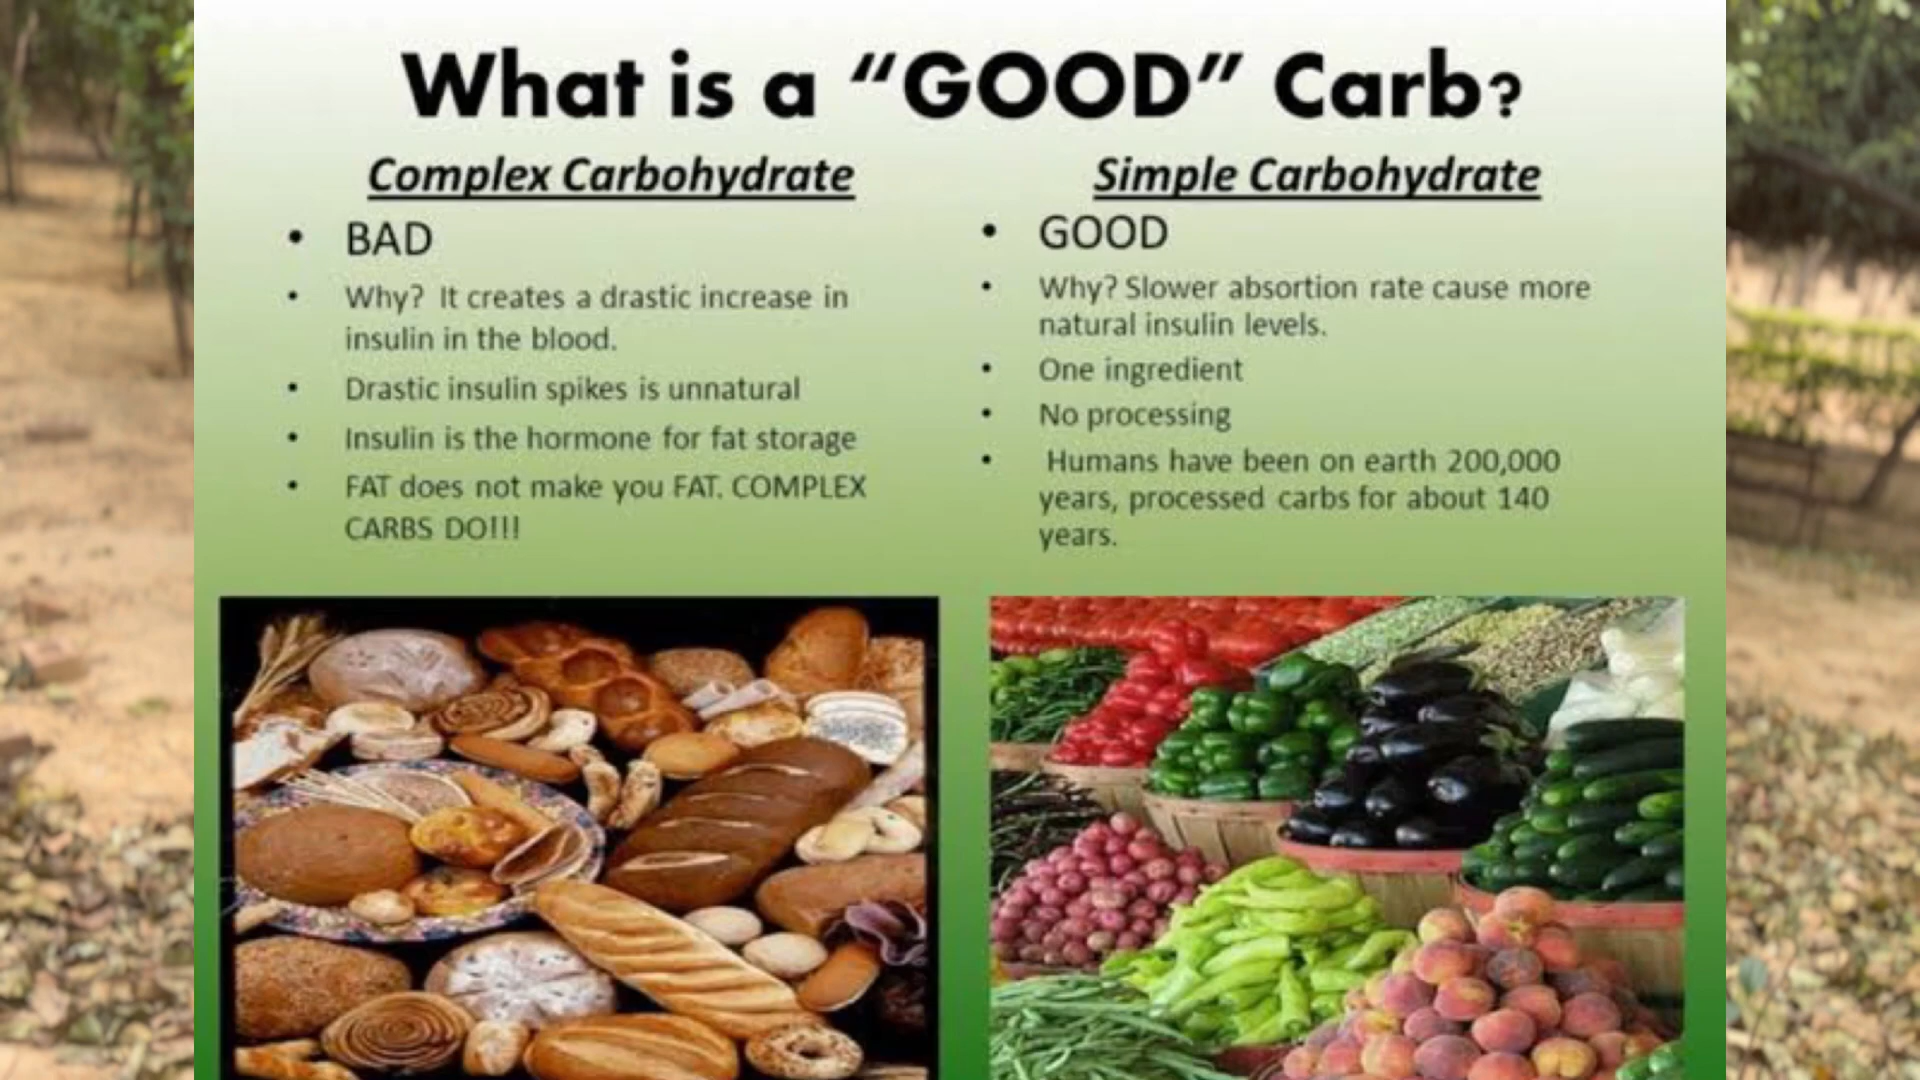 What is a “GOOD” Carb?
Complex Carbohydrate
• BAD
• Why? It creates a drastic increase in
insulin in the blood.
• Drastic insulin spikes is unnatural
• Insulin is the hormone for fat storage
• FAT does not make you FAT. COMPLEX
CARBS DO!!!
Simple Carbohydrate
• GOOD
• Why? Slower absortion rate cause more
natural insulin levels.
• One ingredient
• No processing
• Humans have been on earth 200,000
years, processed carbs for about 140
years.